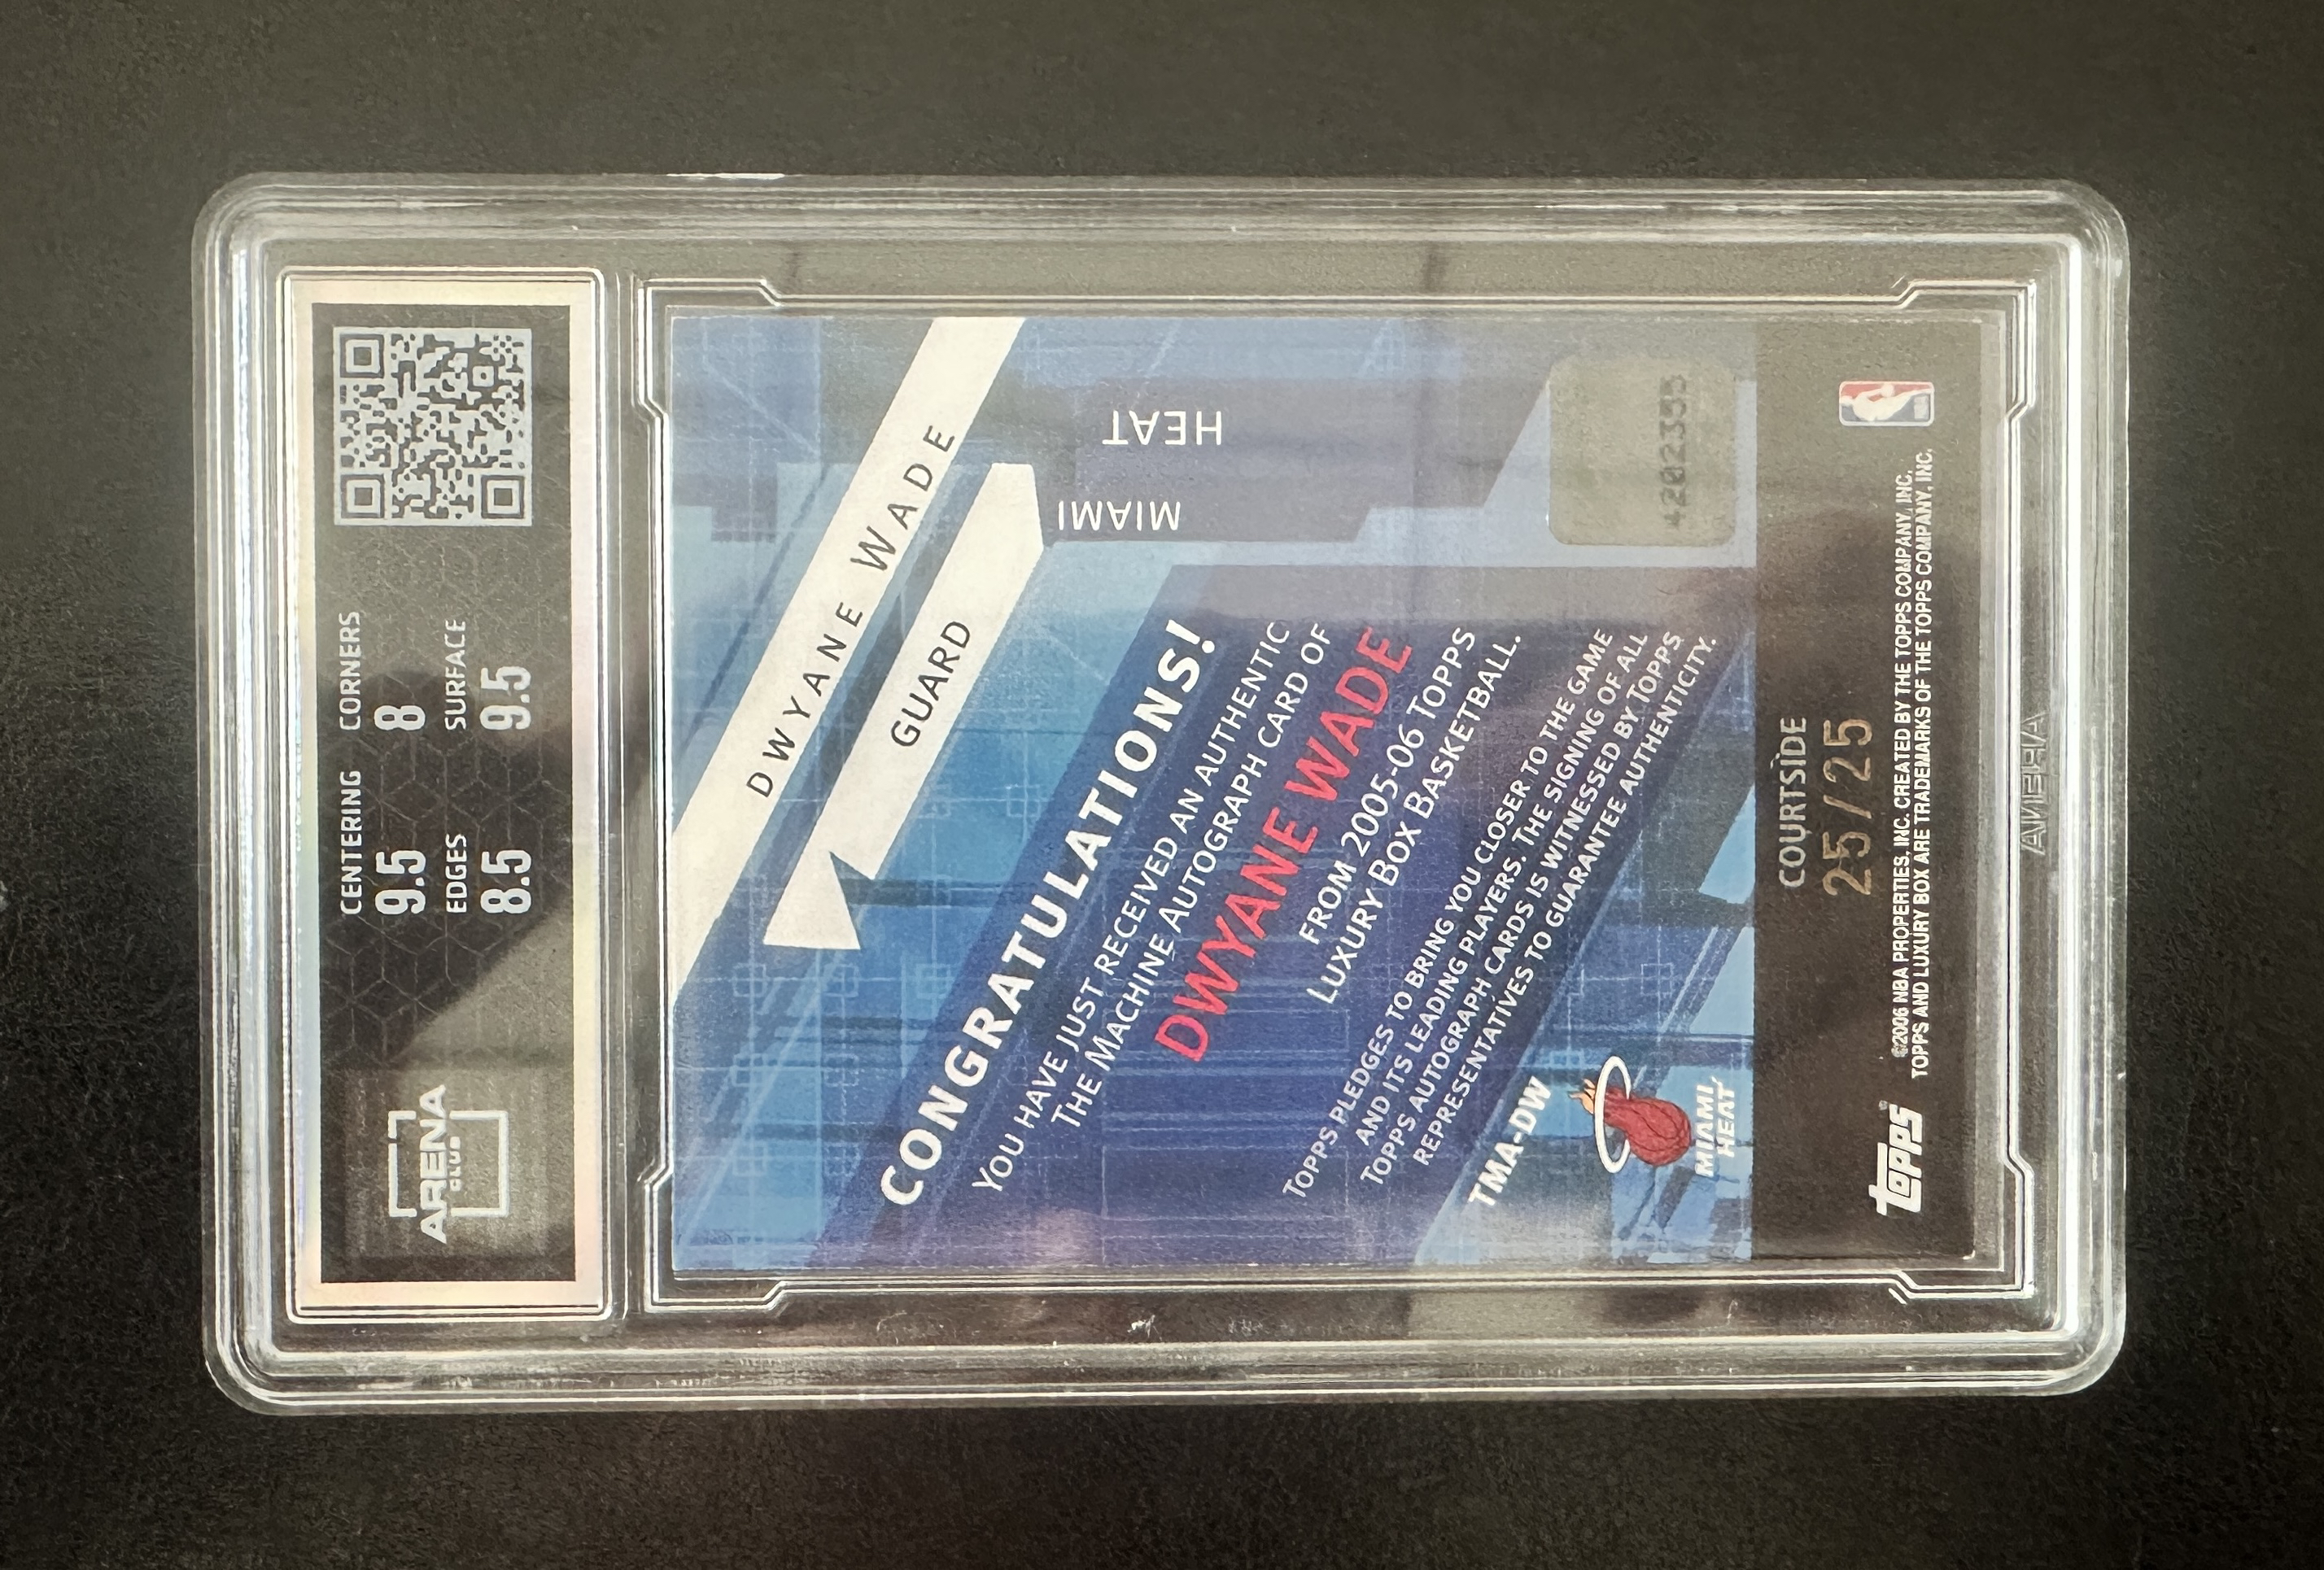 ARENA
CLUB
CENTERING CORNERS
9.5 8
EDGES SURFACE
8.5 9.5
DWYANE WADE
GUARD
MIAMI
HEAT
CONGRATULATIONS!
YOU HAVE JUST RECEIVED AN AUTHENTIC
THE MACHINE AUTOGRAPH CARD OF
DWYANE WADE
FROM 2005-06 TOPPS
LUXURY BOX BASKETBALL.
TOPPS PLEDGES TO BRING YOU CLOSER TO THE GAME
AND ITS LEADING PLAYERS. THE SIGNING OF ALL
TOPPS AUTOGRAPH CARDS IS WITNESSED BY TOPPS
REPRESENTATIVES TO GUARANTEE AUTHENTICITY.
TMA-DW
MIAMI
HEAT
4202355
COURTSIDE
25/25
topps®
©2006 NBA PROPERTIES, INC. CREATED BY THE TOPPS COMPANY, INC.
TOPPS AND LUXURY BOX ARE TRADEMARKS OF THE TOPPS COMPANY, INC.
ARENA